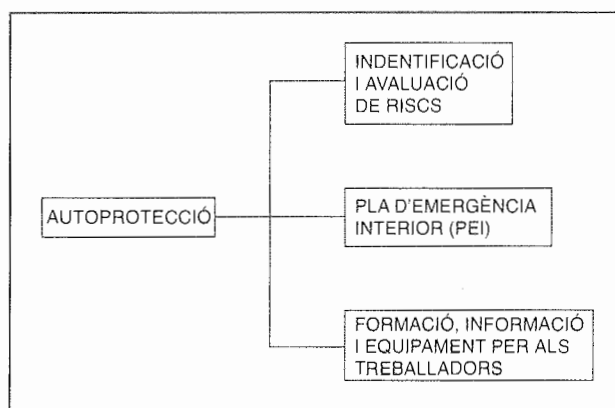 INDENTIFICACIÓ
I AVALUACIÓ
DE RISCS
AUTOPROTECCIÓ
PLA D'EMERGÈNCIA
INTERIOR (PEI)
FORMACIÓ, INFORMACIÓ
I EQUIPAMENT PER ALS
TREBALLADORS